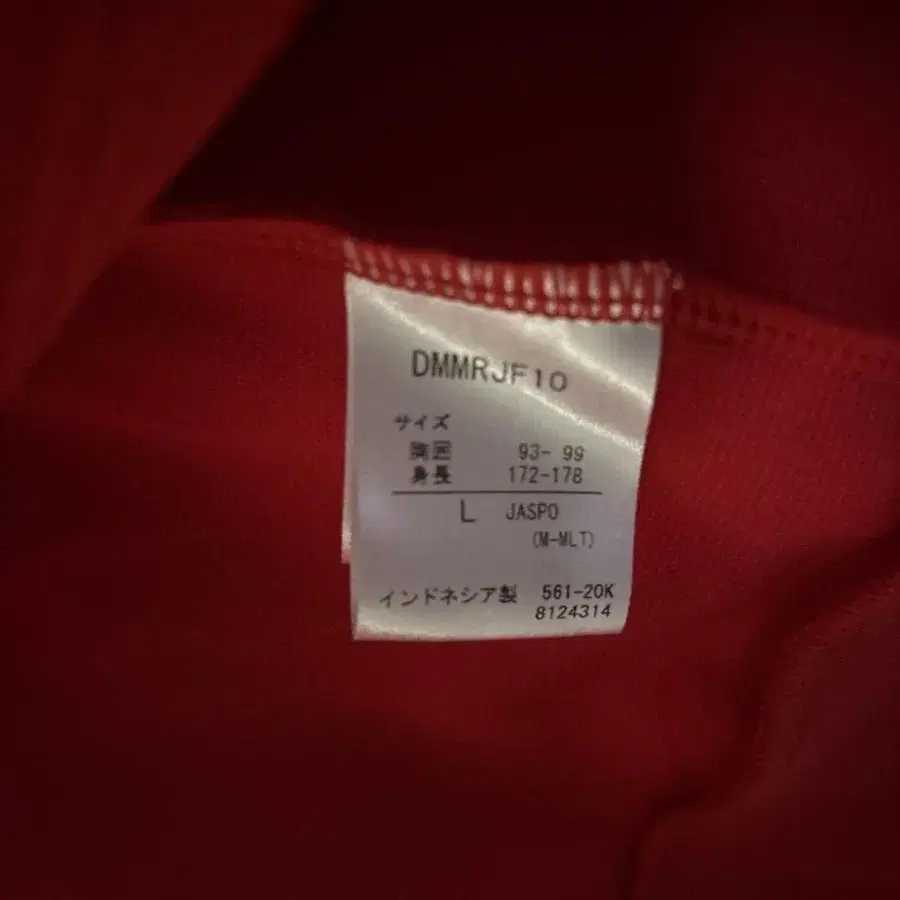 DMMRJF10
サイズ
胸囲 93- 99
身長 172-178
L JASPO
(M-MLT)
インドネシア製 561-20K
8124314